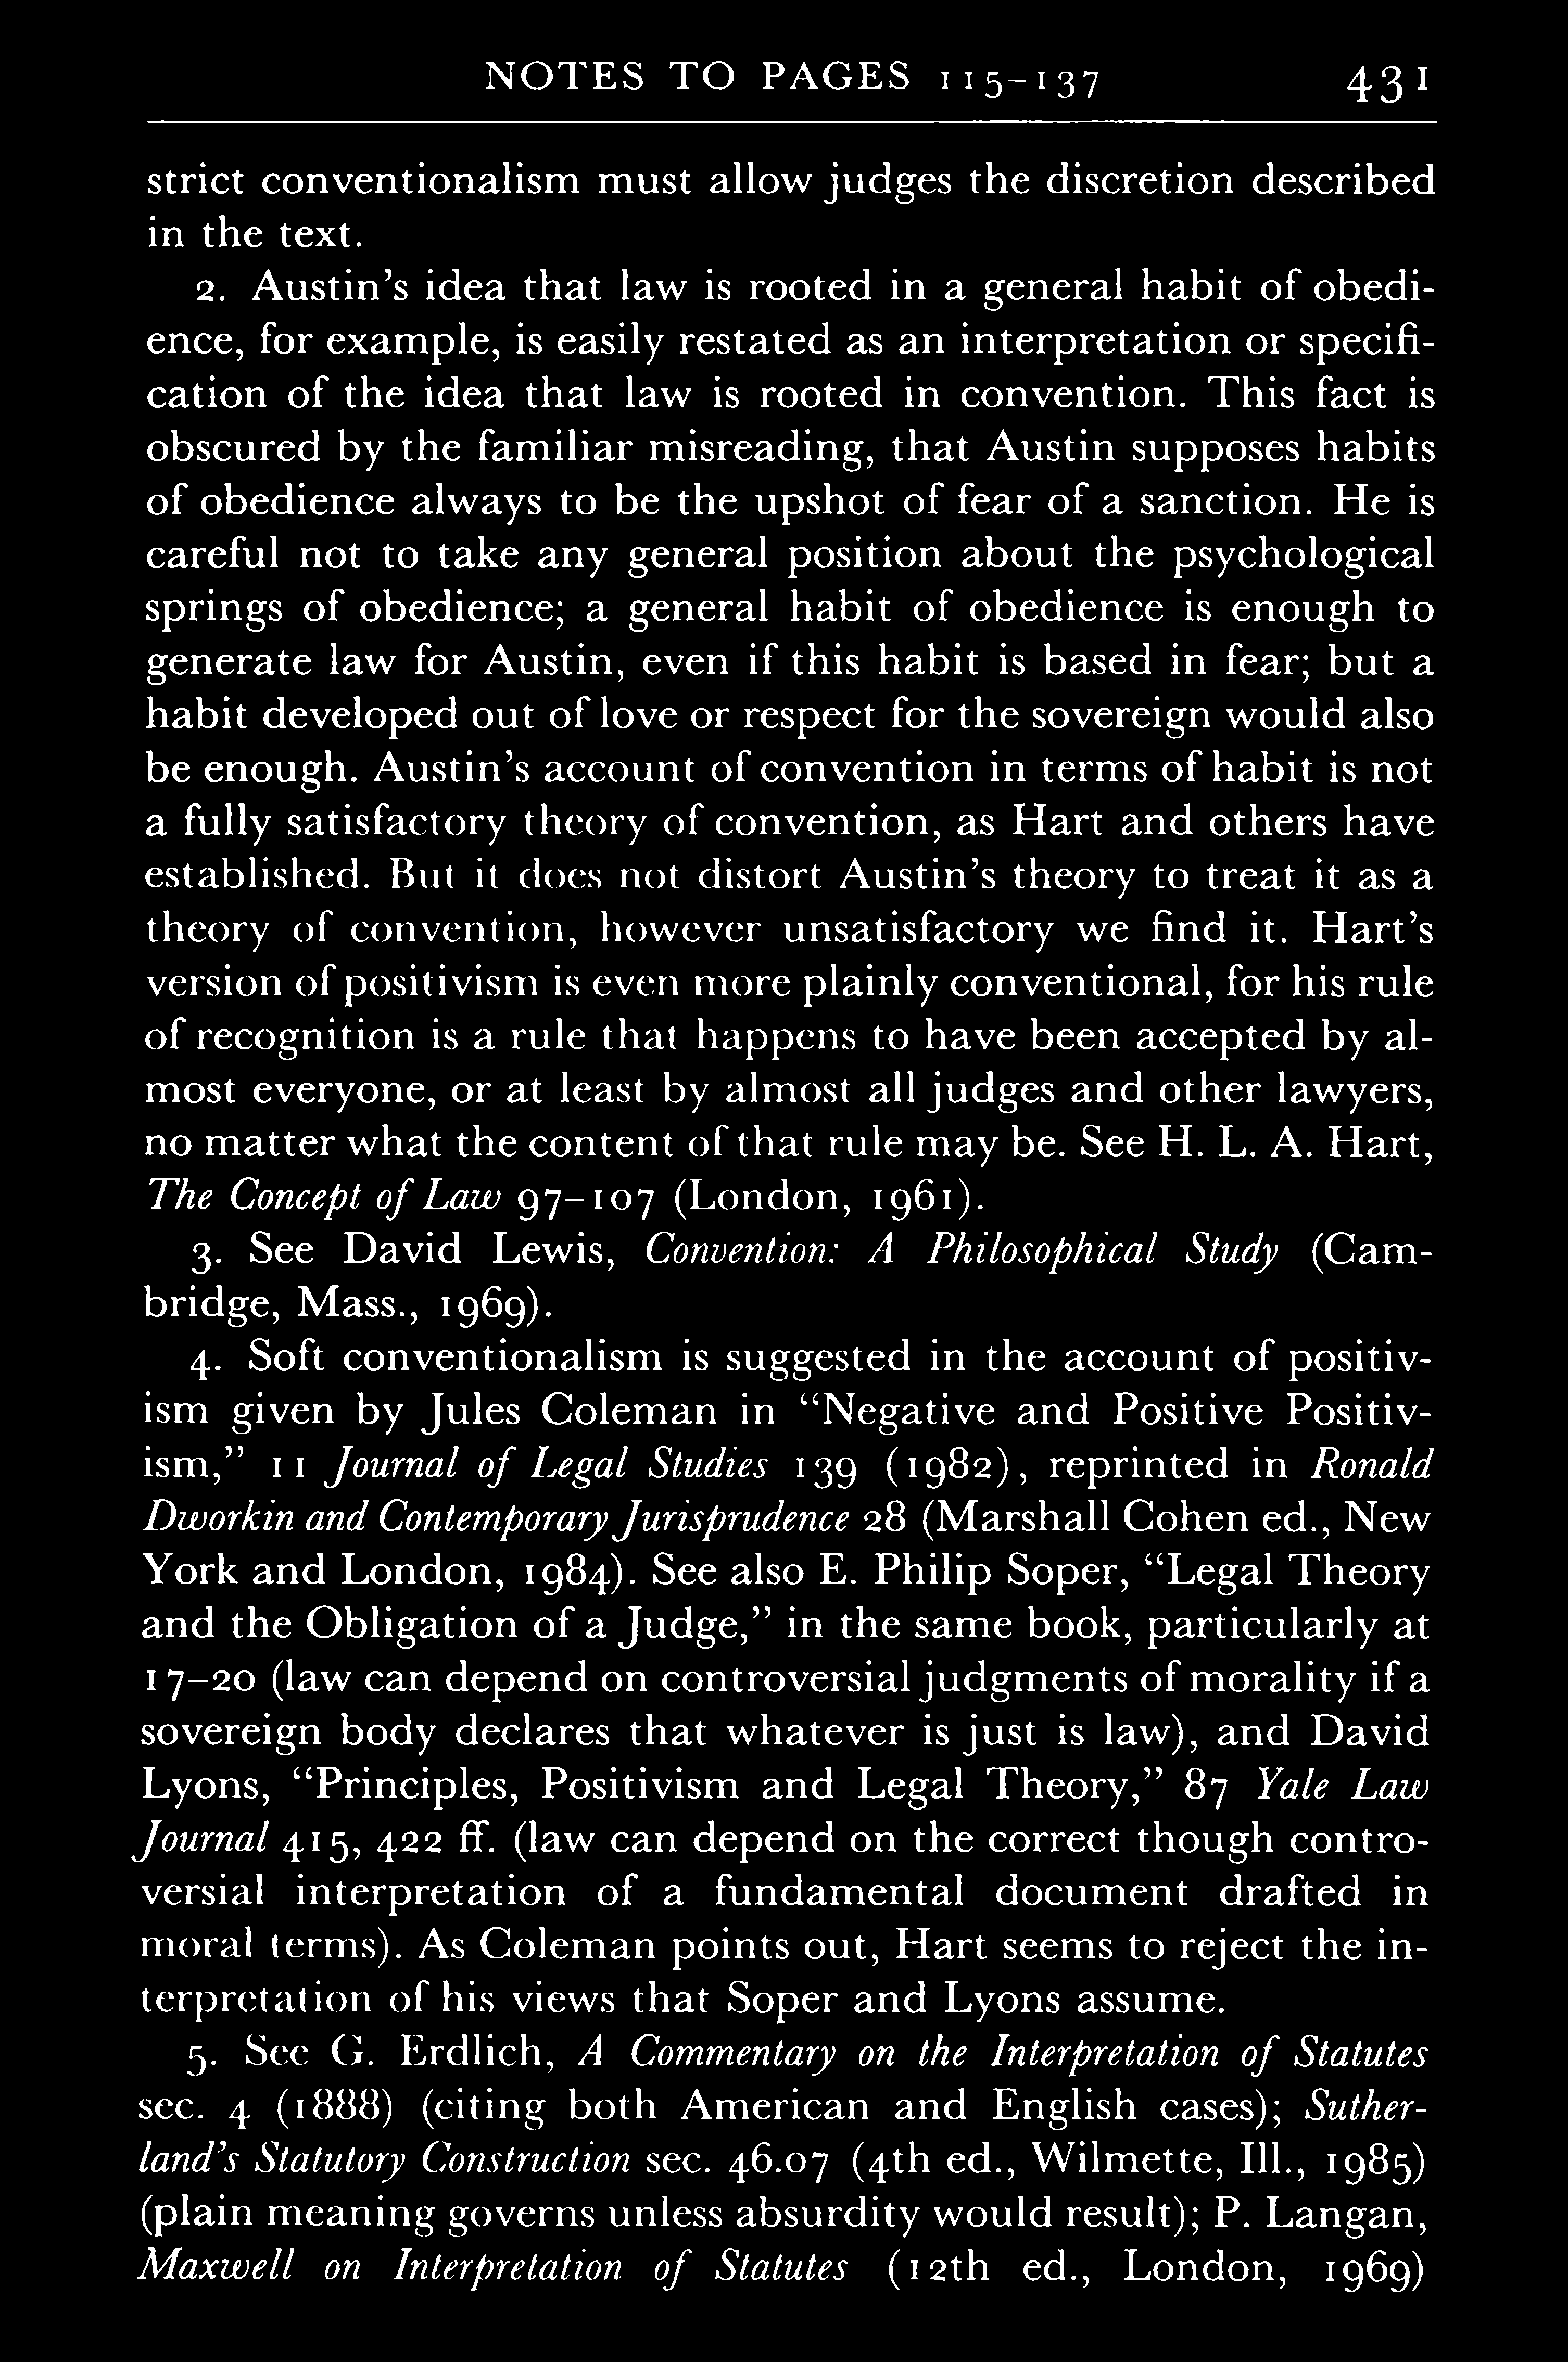 NOTES TO PAGES 115–137 431
strict conventionalism must allow judges the discretion described
in the text.
2. Austin’s idea that law is rooted in a general habit of obedi-
ence, for example, is easily restated as an interpretation or specifi-
cation of the idea that law is rooted in convention. This fact is
obscured by the familiar misreading, that Austin supposes habits
of obedience always to be the upshot of fear of a sanction. He is
careful not to take any general position about the psychological
springs of obedience; a general habit of obedience is enough to
generate law for Austin, even if this habit is based in fear; but a
habit developed out of love or respect for the sovereign would also
be enough. Austin’s account of convention in terms of habit is not
a fully satisfactory theory of convention, as Hart and others have
established. But it does not distort Austin’s theory to treat it as a
theory of convention, however unsatisfactory we find it. Hart’s
version of positivism is even more plainly conventional, for his rule
of recognition is a rule that happens to have been accepted by al-
most everyone, or at least by almost all judges and other lawyers,
no matter what the content of that rule may be. See H. L. A. Hart,
The Concept of Law 97–107 (London, 1961).
3. See David Lewis, Convention: A Philosophical Study (Cam-
bridge, Mass., 1969).
4. Soft conventionalism is suggested in the account of positiv-
ism given by Jules Coleman in “Negative and Positive Positiv-
ism,” 11 Journal of Legal Studies 139 (1982), reprinted in Ronald
Dworkin and Contemporary Jurisprudence 28 (Marshall Cohen ed., New
York and London, 1984). See also E. Philip Soper, “Legal Theory
and the Obligation of a Judge,” in the same book, particularly at
17–20 (law can depend on controversial judgments of morality if a
sovereign body declares that whatever is just is law), and David
Lyons, “Principles, Positivism and Legal Theory,” 87 Yale Law
Journal 415, 422 ff. (law can depend on the correct though contro-
versial interpretation of a fundamental document drafted in
moral terms). As Coleman points out, Hart seems to reject the in-
terpretation of his views that Soper and Lyons assume.
5. See G. Erdlich, A Commentary on the Interpretation of Statutes
sec. 4 (1888) (citing both American and English cases); Suther-
land’s Statutory Construction sec. 46.07 (4th ed., Wilmette, Ill., 1985)
(plain meaning governs unless absurdity would result); P. Langan,
Maxwell on Interpretation of Statutes (12th ed., London, 1969)